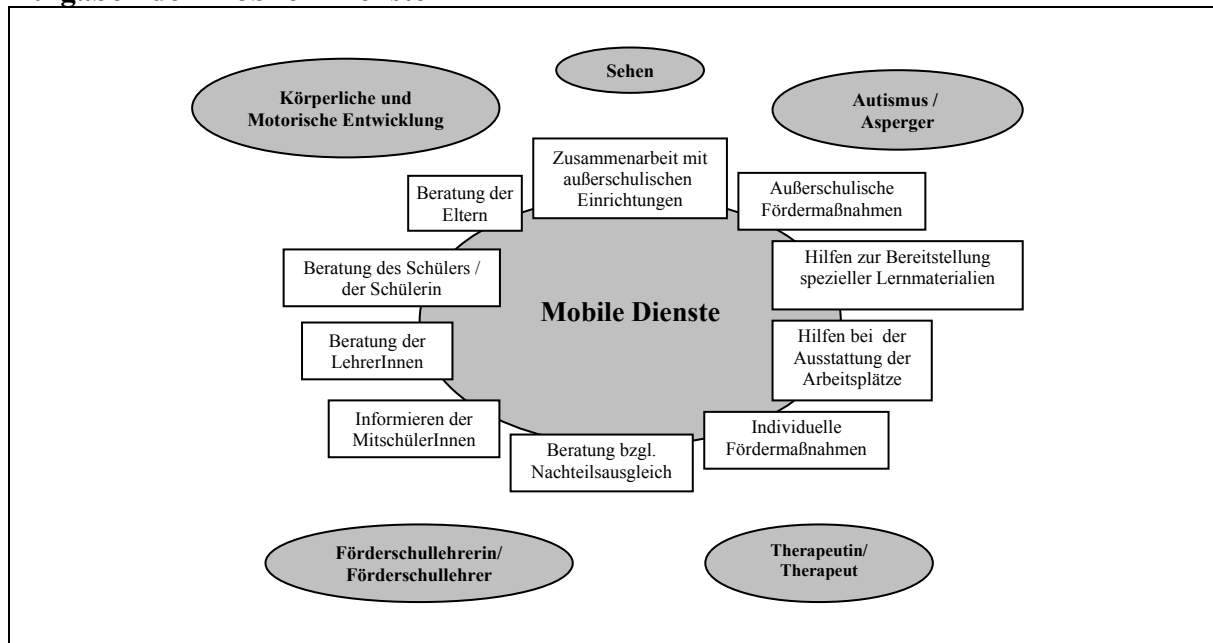 Sehen
Körperliche und
Motorische Entwicklung
Autismus /
Asperger
Zusammenarbeit mit
außerschulischen
Einrichtungen
Beratung der
Eltern
Außerschulische
Fördermaßnahmen
Beratung des Schülers /
der Schülerin
Hilfen zur Bereitstellung
spezieller Lernmaterialien
Mobile Dienste
Beratung der
LehrerInnen
Hilfen bei der
Ausstattung der
Arbeitsplätze
Informieren der
MitschülerInnen
Beratung bzgl.
Nachteilsausgleich
Individuelle
Fördermaßnahmen
Förderschullehrerin/
Förderschullehrer
Therapeutin/
Therapeut